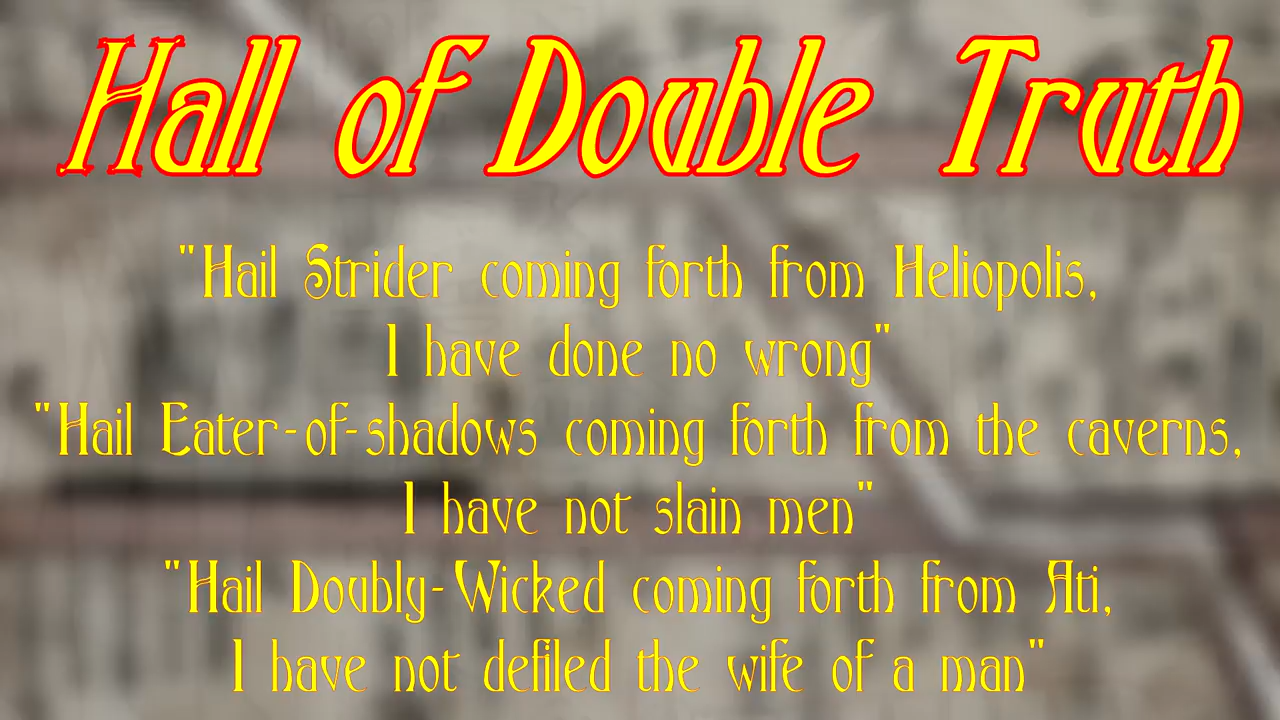 Hall of Double Truth
"Hail Strider coming forth from Heliopolis,
I have done no wrong"
"Hail Eater-of-shadows coming forth from the caverns,
I have not slain men"
"Hail Doubly-Wicked coming forth from Ati,
I have not defiled the wife of a man"